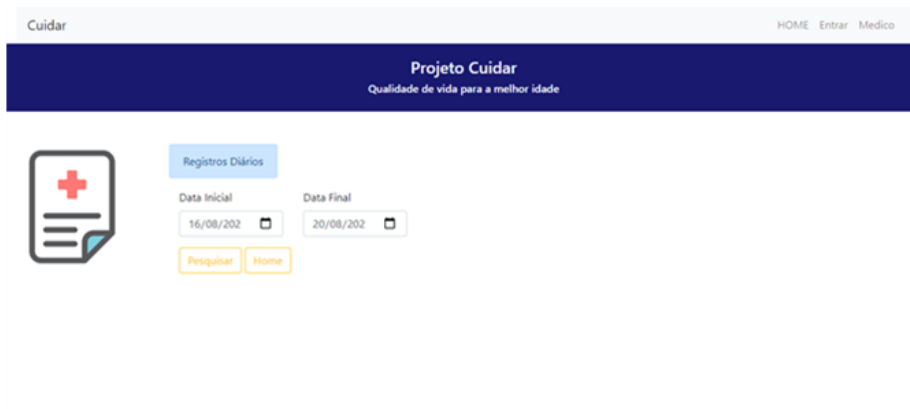 Cuidar HOME Entrar Medico
Projeto Cuidar
Qualidade de vida para a melhor idade
Registros Diários
Data Inicial Data Final
16/08/202 20/08/202
Pesquisar Home